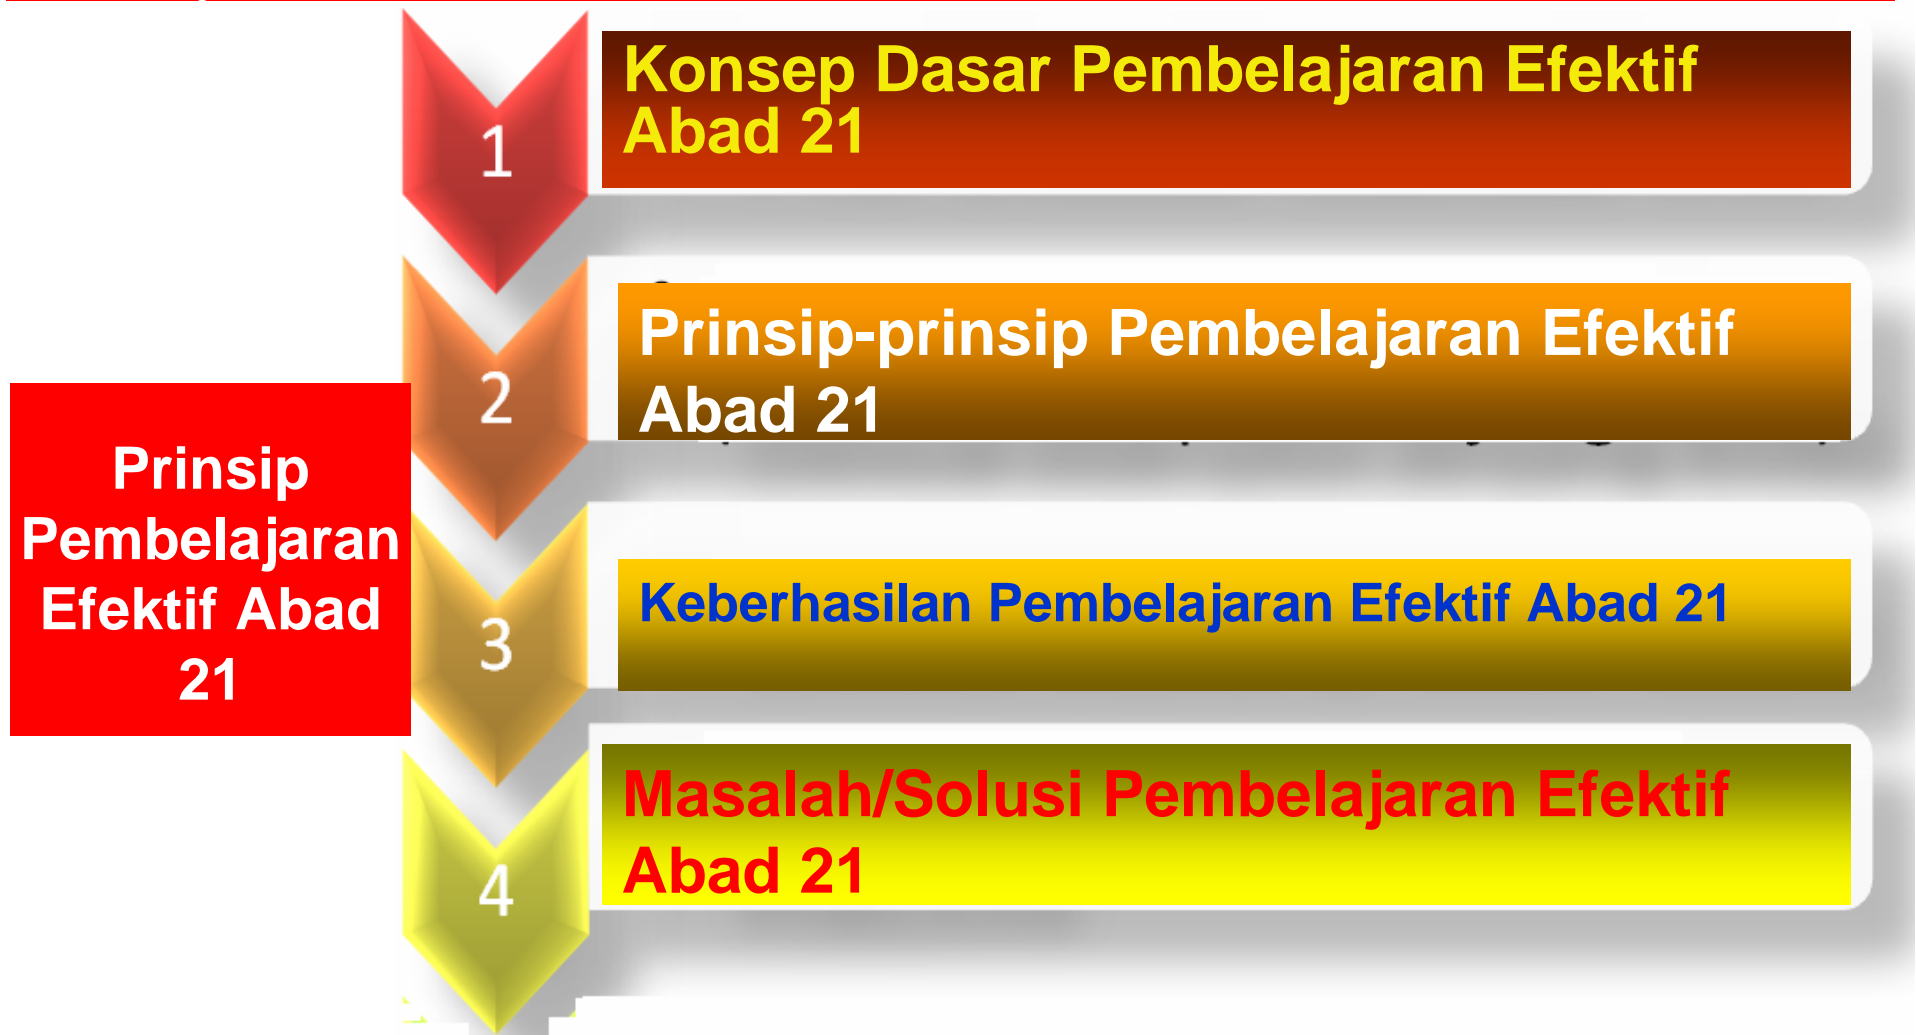 Prinsip
Pembelajaran
Efektif Abad
21
1
Konsep Dasar Pembelajaran Efektif
Abad 21
2
Prinsip-prinsip Pembelajaran Efektif
Abad 21
3
Keberhasilan Pembelajaran Efektif Abad 21
4
Masalah/Solusi Pembelajaran Efektif
Abad 21